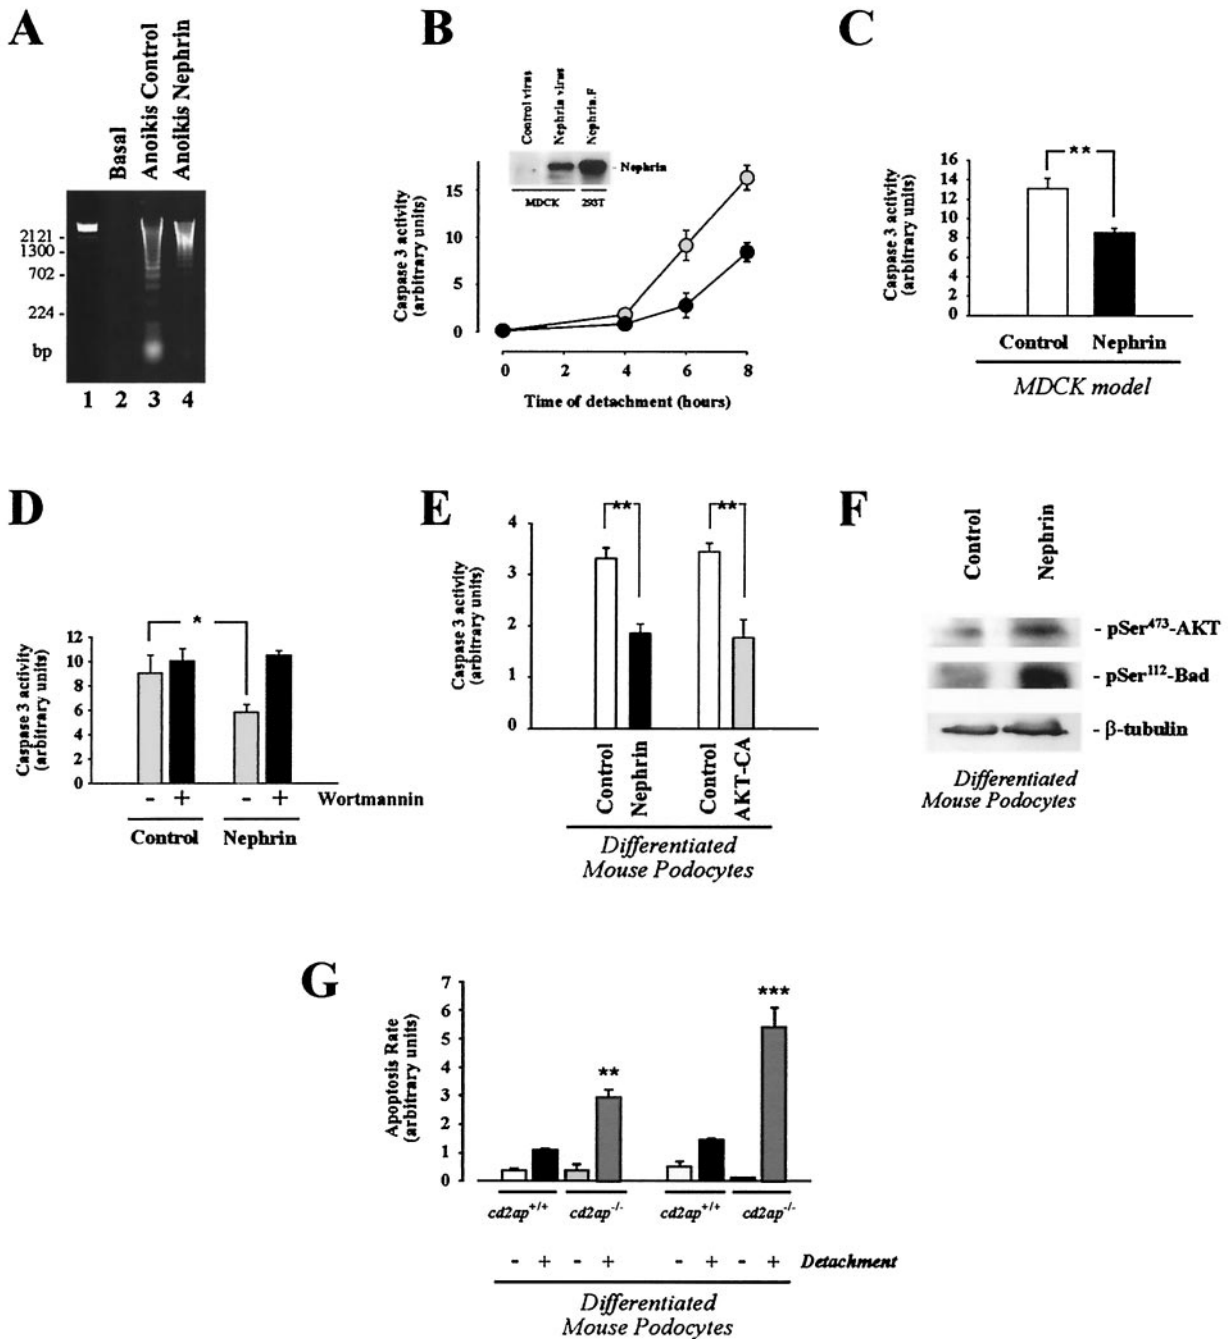 A
Basal
Anoikis Control
Anoikis Nephrin
2121 -
1300 -
702 -
224 -
bp
1 2 3 4
B
Control virus
Nephrin virus
Nephrin.F
- Nephrin
MDCK 293T
Caspase 3 activity
(arbitrary units)
15
10
5
0
0 2 4 6 8
Time of detachment (hours)
C
**
Caspase 3 activity
(arbitrary units)
16
14
12
10
8
6
4
2
0
Control Nephrin
MDCK model
D
*
Caspase 3 activity
(arbitrary units)
12
10
8
6
4
2
0
- + - + Wortmannin
Control Nephrin
E
** **
Caspase 3 activity
(arbitrary units)
4
3
2
1
0
Control
Nephrin
Control
AKT-CA
Differentiated
Mouse Podocytes
F
Control
Nephrin
- pSer⁴⁷³-AKT
- pSer¹¹²-Bad
- β-tubulin
Differentiated
Mouse Podocytes
G
Apoptosis Rate
(arbitrary units)
7
6
5
4
3
2
1
0
**
***
cd2ap⁺/⁺ cd2ap⁻/⁻ cd2ap⁺/⁺ cd2ap⁻/⁻
- + - + - + - + Detachment
Differentiated
Mouse Podocytes